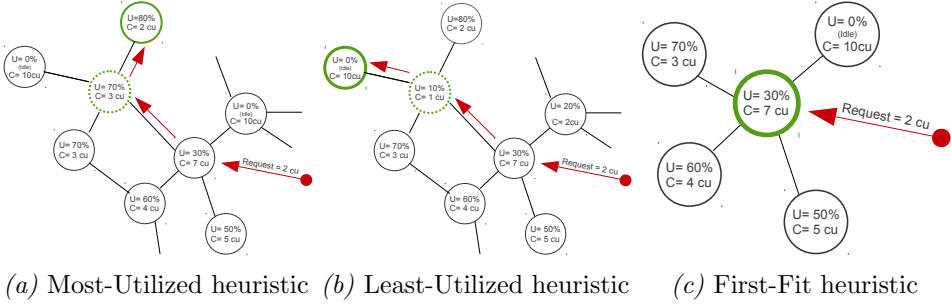 U=80%
C= 2 cu
U= 0%
(Idle)
C= 10cu
U= 70%
C= 3 cu
U= 0%
(Idle)
C= 10cu
U= 70%
C= 3 cu
U= 30%
C= 7 cu
Request = 2 cu
U= 60%
C= 4 cu
U= 50%
C= 5 cu
(a) Most-Utilized heuristic
U=80%
C= 2 cu
U= 0%
(Idle)
C= 10cu
U= 10%
C= 1 cu
U= 20%
C= 2cu
U= 70%
C= 3 cu
U= 30%
C= 7 cu
Request = 2 cu
U= 60%
C= 4 cu
U= 50%
C= 5 cu
(b) Least-Utilized heuristic
U= 0%
(Idle)
C= 10cu
U= 70%
C= 3 cu
U= 30%
C= 7 cu
Request = 2 cu
U= 60%
C= 4 cu
U= 50%
C= 5 cu
(c) First-Fit heuristic